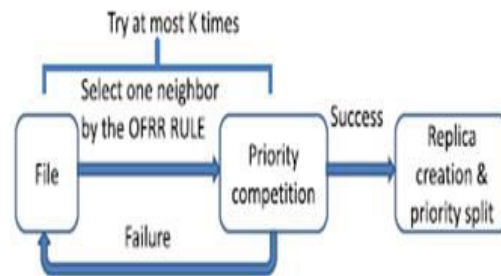 Try at most K times
Select one neighbor
by the OFRR RULE
File
Priority
competition
Success
Replica
creation &
priority split
Failure